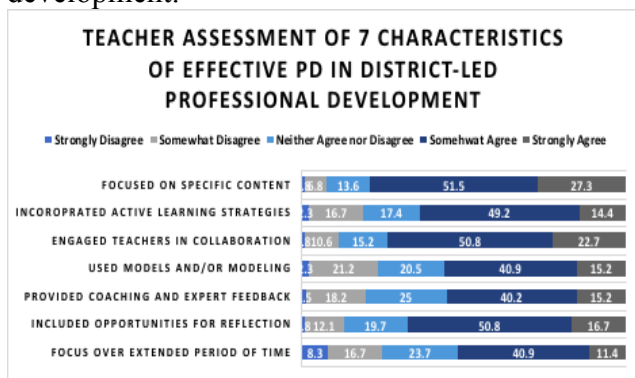 development.
TEACHER ASSESSMENT OF 7 CHARACTERISTICS
OF EFFECTIVE PD IN DISTRICT-LED
PROFESSIONAL DEVELOPMENT
Strongly Disagree Somewhat Disagree Neither Agree nor Disagree Somehwat Agree Strongly Agree
FOCUSED ON SPECIFIC CONTENT 6.8 13.6 51.5 27.3
INCOROPRATED ACTIVE LEARNING STRATEGIES 16.7 17.4 49.2 14.4
ENGAGED TEACHERS IN COLLABORATION 10.6 15.2 50.8 22.7
USED MODELS AND/OR MODELING 21.2 20.5 40.9 15.2
PROVIDED COACHING AND EXPERT FEEDBACK 18.2 25 40.2 15.2
INCLUDED OPPORTUNITIES FOR REFLECTION 12.1 19.7 50.8 16.7
FOCUS OVER EXTENDED PERIOD OF TIME 8.3 16.7 23.7 40.9 11.4